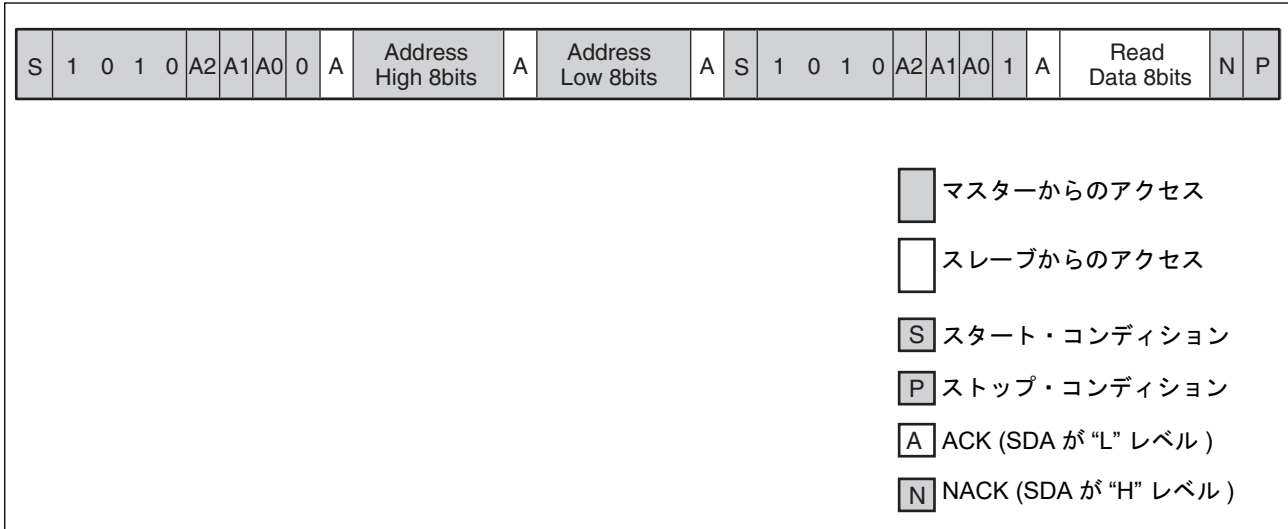 S 1 0 1 0 A2 A1 A0 0 A Address High 8bits A Address Low 8bits A S 1 0 1 0 A2 A1 A0 1 A Read Data 8bits N P
マスターからのアクセス
スレーブからのアクセス
S スタート・コンディション
P ストップ・コンディション
A ACK (SDA が “L” レベル )
N NACK (SDA が “H” レベル )